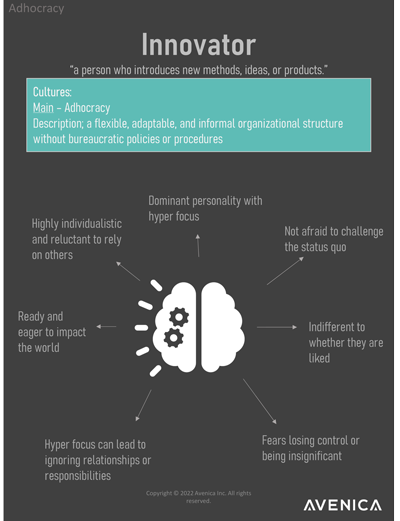 Adhocracy
Innovator
“a person who introduces new methods, ideas, or products.”
Cultures:
Main – Adhocracy
Description; a flexible, adaptable, and informal organizational structure
without bureaucratic policies or procedures
Dominant personality with
hyper focus
Highly individualistic
and reluctant to rely
on others
Not afraid to challenge
the status quo
Ready and
eager to impact
the world
Indifferent to
whether they are
liked
Hyper focus can lead to
ignoring relationships or
responsibilities
Fears losing control or
being insignificant
Copyright © 2022 Avenica Inc. All rights
reserved.
AVENICA